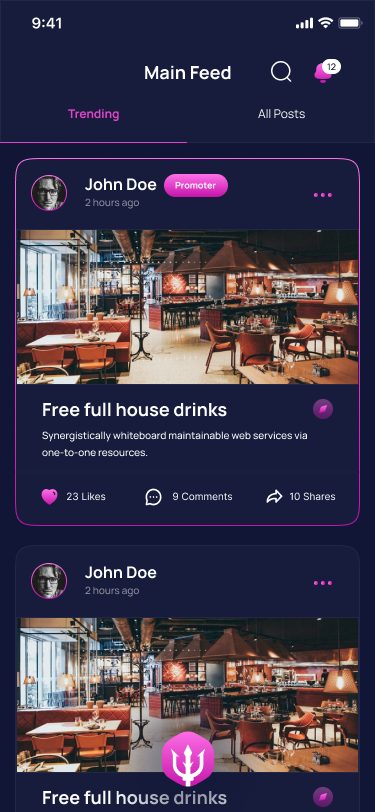 9:41
Main Feed
12
Trending
All Posts
John Doe
Promoter
2 hours ago
Free full house drinks
Synergistically whiteboard maintainable web services via
one-to-one resources.
23 Likes
9 Comments
10 Shares
John Doe
2 hours ago
Free full house drinks